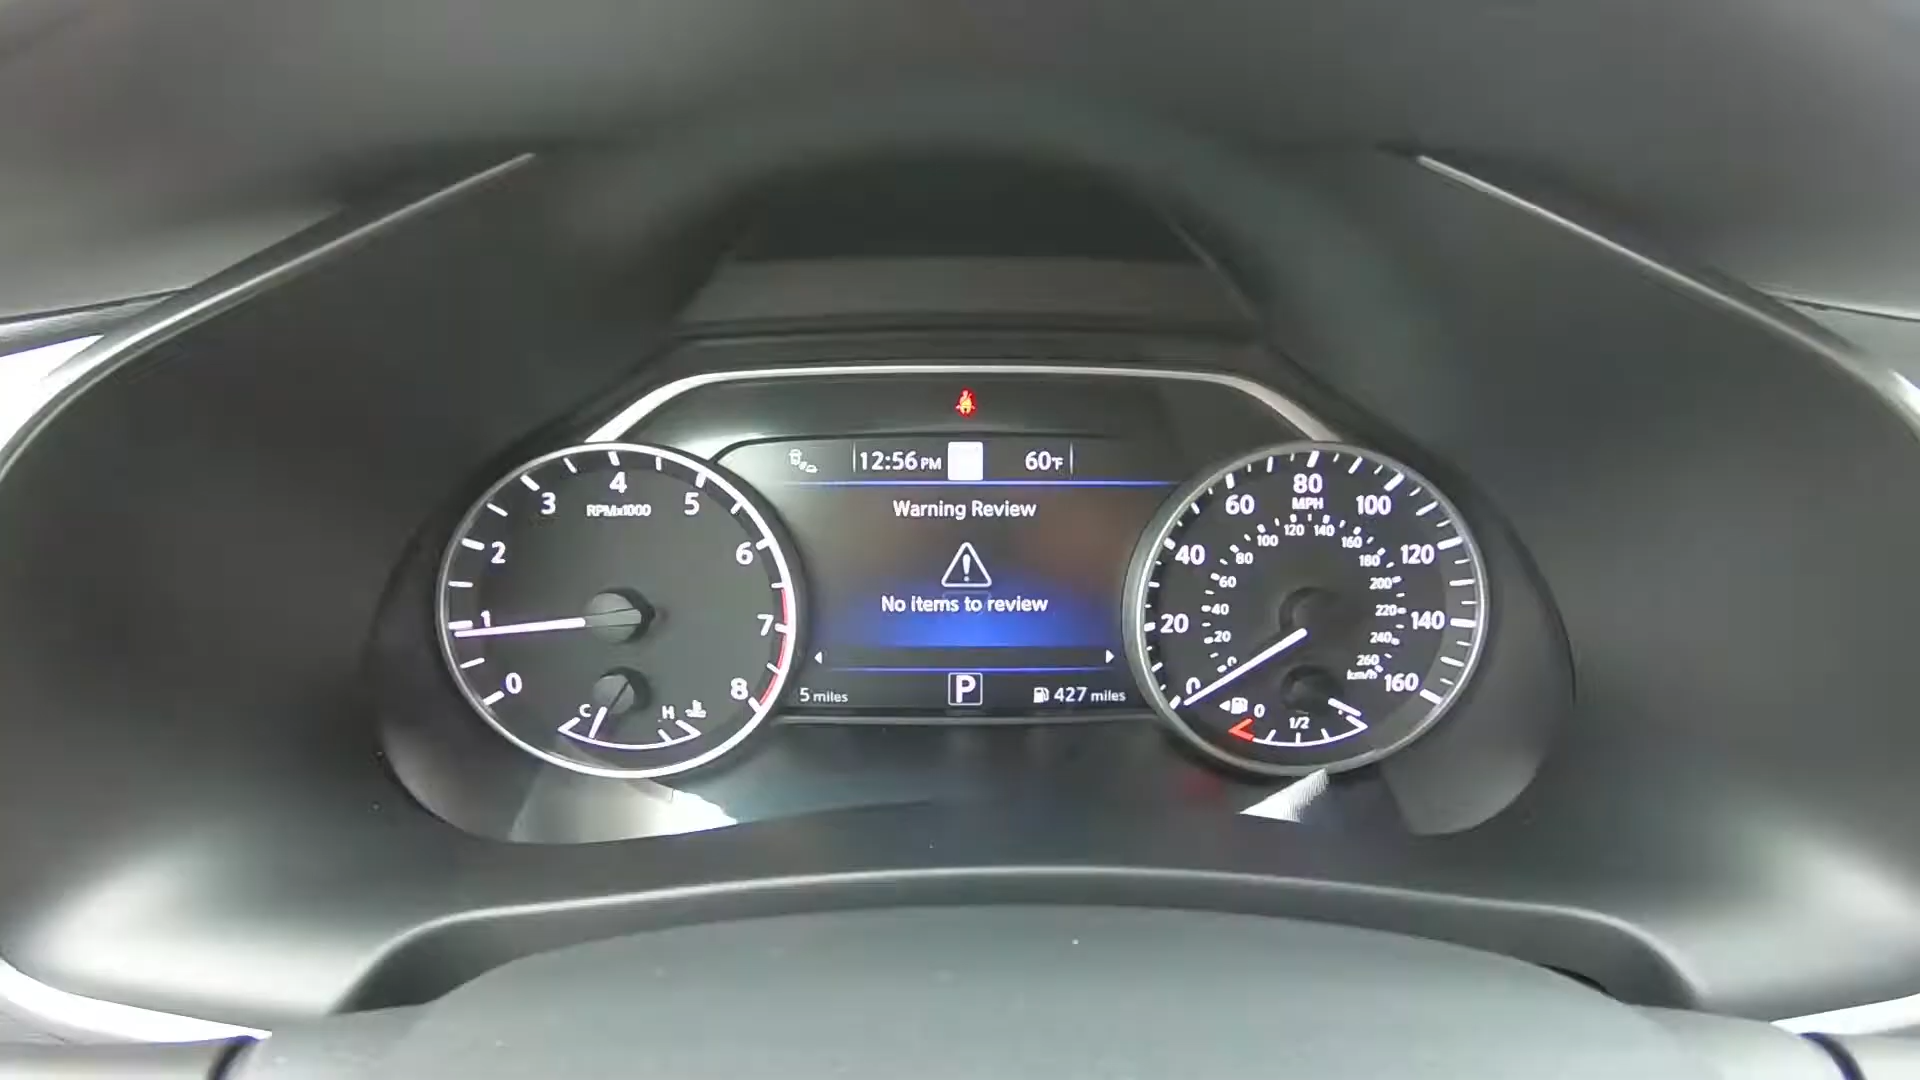 12:56 PM 60°F
Warning Review
No items to review
5 miles P 427 miles
0 1 2 3 4 5 6 7 8
RPMx1000
C H
0 20 40 60 80 100 120 140 160
MPH
0 20 40 60 80 100 120 140 160 180 200 220 240 260
km/h
0 1/2